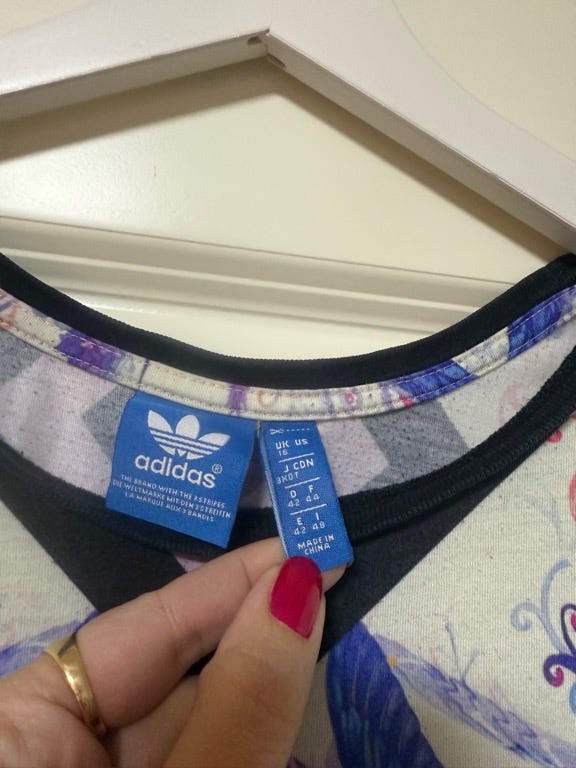 adidas®
THE BRAND WITH THE 3 STRIPES
DIE WELTMARKE MIT DEN 3 STREIFEN
LA MARQUE AUX 3 BANDES
UK US
16
J CDN
D F
42 44
E I
42 48
MADE IN
CHINA